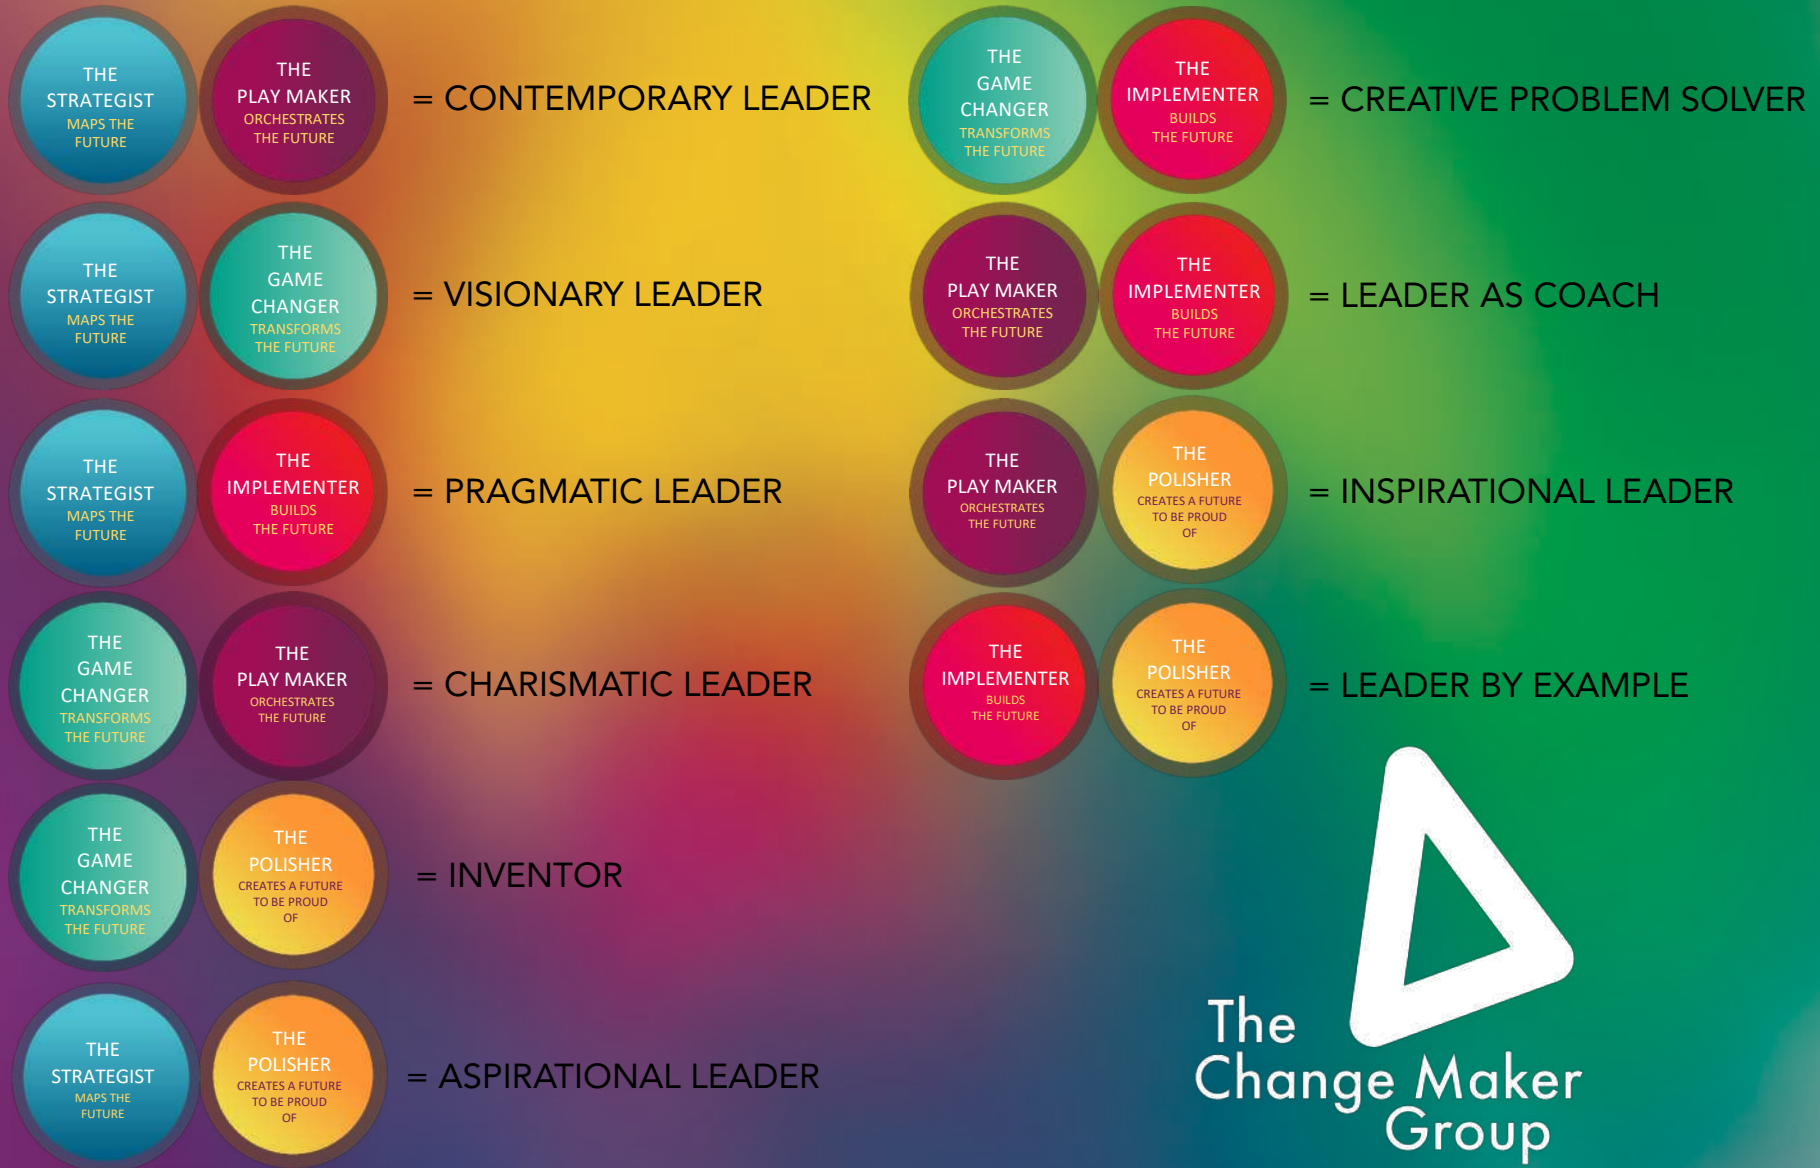 THE
STRATEGIST
MAPS THE
FUTURE
THE
PLAY MAKER
ORCHESTRATES
THE FUTURE
= CONTEMPORARY LEADER
THE
STRATEGIST
MAPS THE
FUTURE
THE
GAME
CHANGER
TRANSFORMS
THE FUTURE
= VISIONARY LEADER
THE
STRATEGIST
MAPS THE
FUTURE
THE
IMPLEMENTER
BUILDS
THE FUTURE
= PRAGMATIC LEADER
THE
GAME
CHANGER
TRANSFORMS
THE FUTURE
THE
PLAY MAKER
ORCHESTRATES
THE FUTURE
= CHARISMATIC LEADER
THE
GAME
CHANGER
TRANSFORMS
THE FUTURE
THE
POLISHER
CREATES A FUTURE
TO BE PROUD
OF
= INVENTOR
THE
STRATEGIST
MAPS THE
FUTURE
THE
POLISHER
CREATES A FUTURE
TO BE PROUD
OF
= ASPIRATIONAL LEADER
THE
GAME
CHANGER
TRANSFORMS
THE FUTURE
THE
IMPLEMENTER
BUILDS
THE FUTURE
= CREATIVE PROBLEM SOLVER
THE
PLAY MAKER
ORCHESTRATES
THE FUTURE
THE
IMPLEMENTER
BUILDS
THE FUTURE
= LEADER AS COACH
THE
PLAY MAKER
ORCHESTRATES
THE FUTURE
THE
POLISHER
CREATES A FUTURE
TO BE PROUD
OF
= INSPIRATIONAL LEADER
THE
IMPLEMENTER
BUILDS
THE FUTURE
THE
POLISHER
CREATES A FUTURE
TO BE PROUD
OF
= LEADER BY EXAMPLE
The
Change Maker
Group